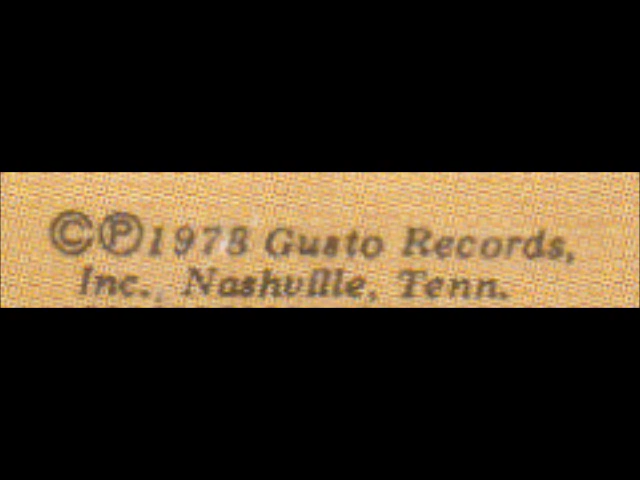 ©℗1978 Gusto Records,
Inc., Nashville, Tenn.